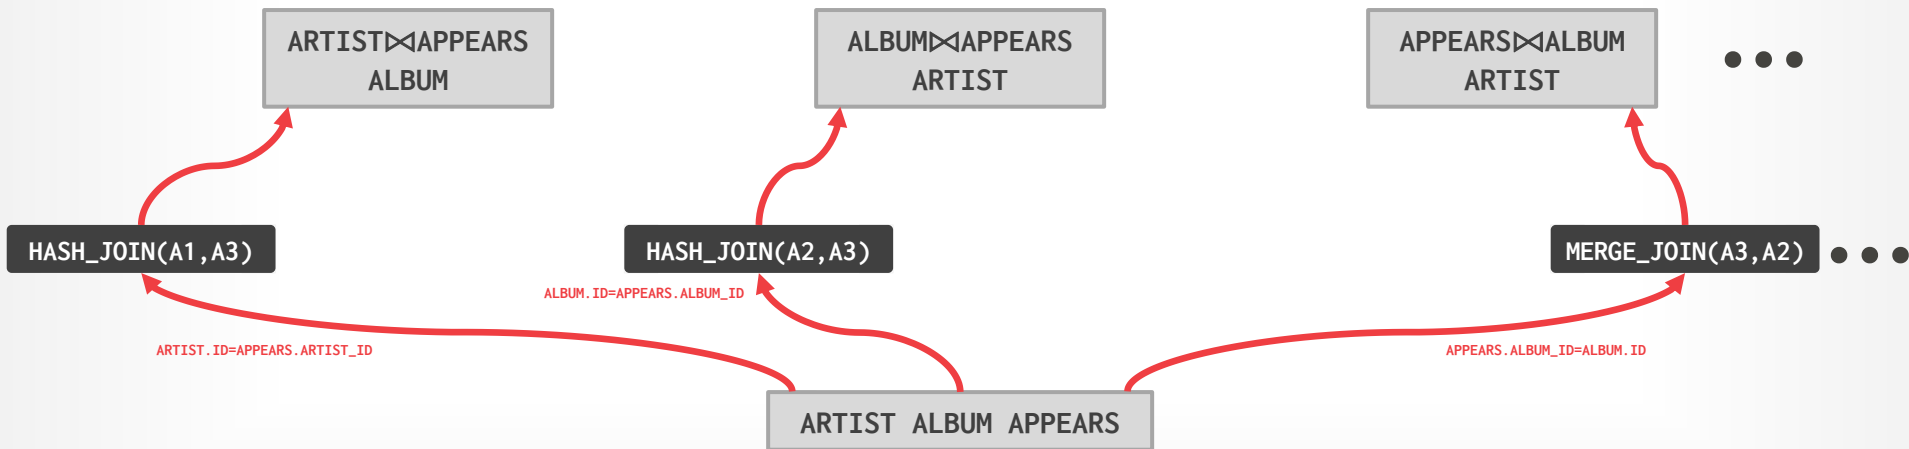 ARTIST⋈APPEARS
ALBUM
ALBUM⋈APPEARS
ARTIST
APPEARS⋈ALBUM
ARTIST
HASH_JOIN(A1,A3)
HASH_JOIN(A2,A3)
MERGE_JOIN(A3,A2)
ALBUM.ID=APPEARS.ALBUM_ID
ARTIST.ID=APPEARS.ARTIST_ID
APPEARS.ALBUM_ID=ALBUM.ID
ARTIST ALBUM APPEARS